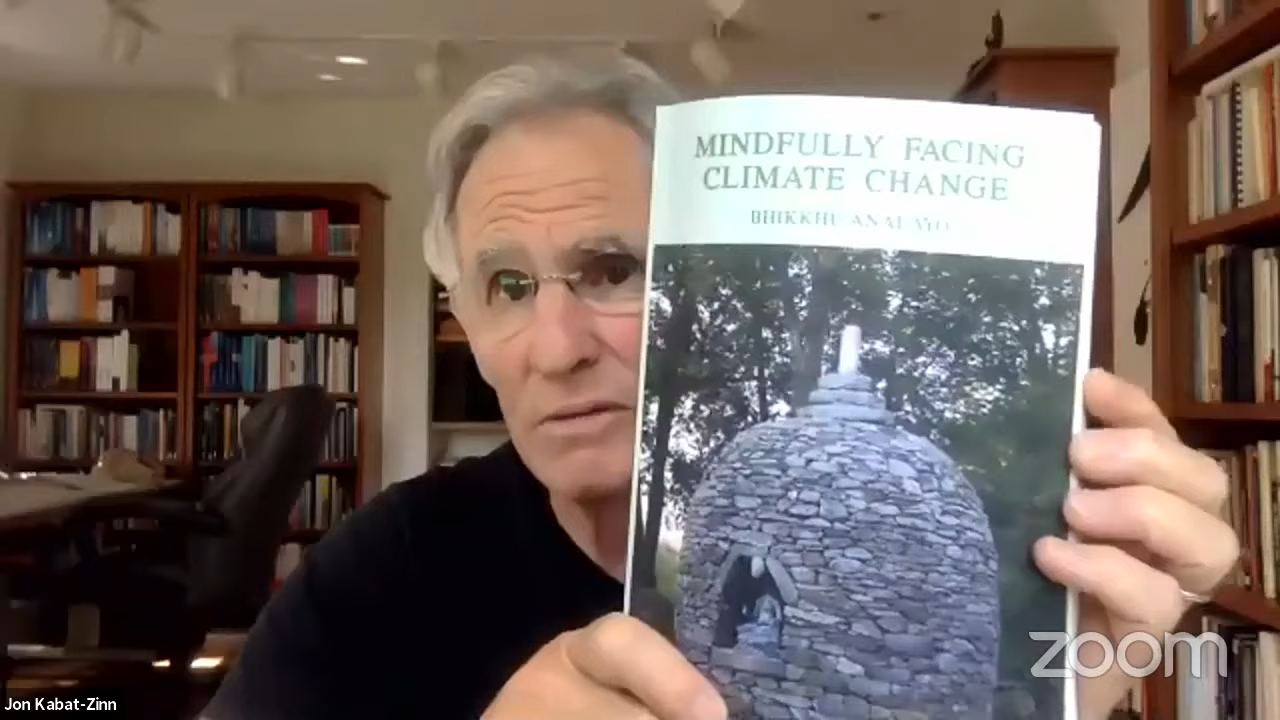 MINDFULLY FACING
CLIMATE CHANGE
BHIKKHU ANALAYO
zoom
Jon Kabat-Zinn